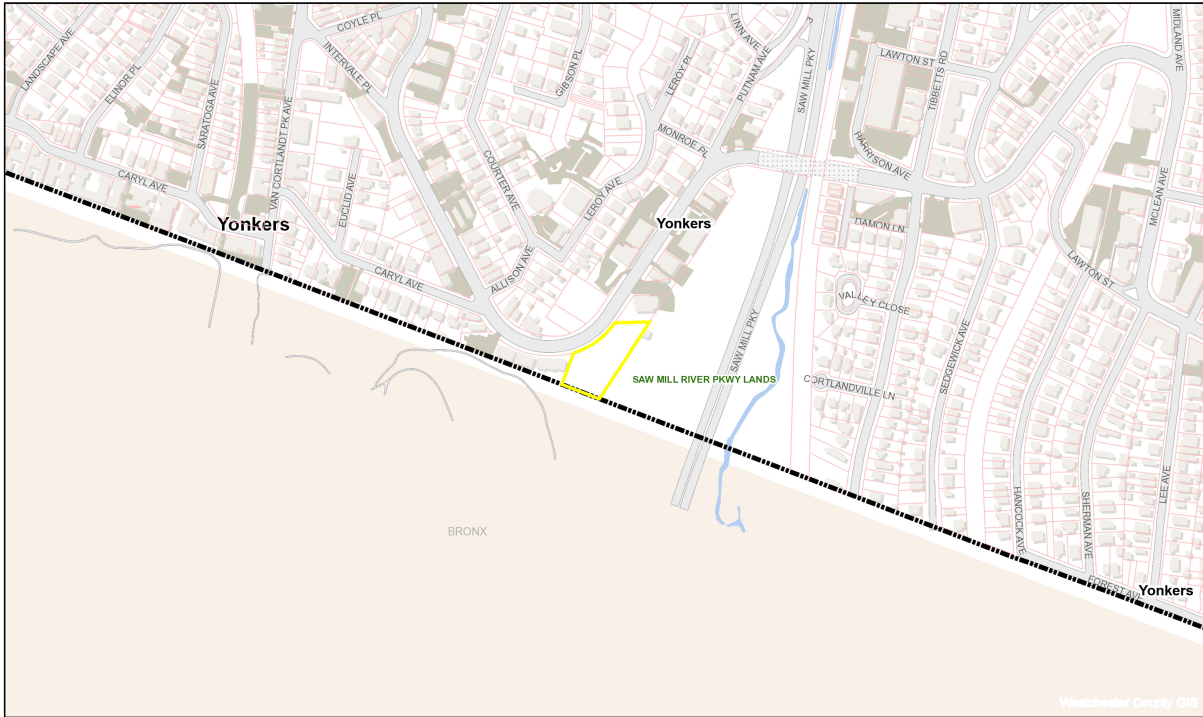 COYLE PL
LANDSCAPE AVE
ELINOR PL
SARATOGA AVE
VAN CORTLANDT PK AVE
INTERVALE PL
GIBSON PL
LINN AVE
LEROY PL
PUTNAM AVE
3
SAW MILL PKY
LAWTON ST
TIBBETTS RD
MIDLAND AVE
MONROE PL
HARRISON AVE
CARYL AVE
EUCLID AVE
COURTER AVE
LEROY AVE
MCLEAN AVE
Yonkers
Yonkers
DAMON LN
CARYL AVE
ALLISON AVE
LAWTON ST
VALLEY CLOSE
SEDGEWICK AVE
SAW MILL PKY
SAW MILL RIVER PKWY LANDS
CORTLANDVILLE LN
HANCOCK AVE
SHERMAN AVE
LEE AVE
BRONX
FOREST AVE
Yonkers
Westchester County GIS